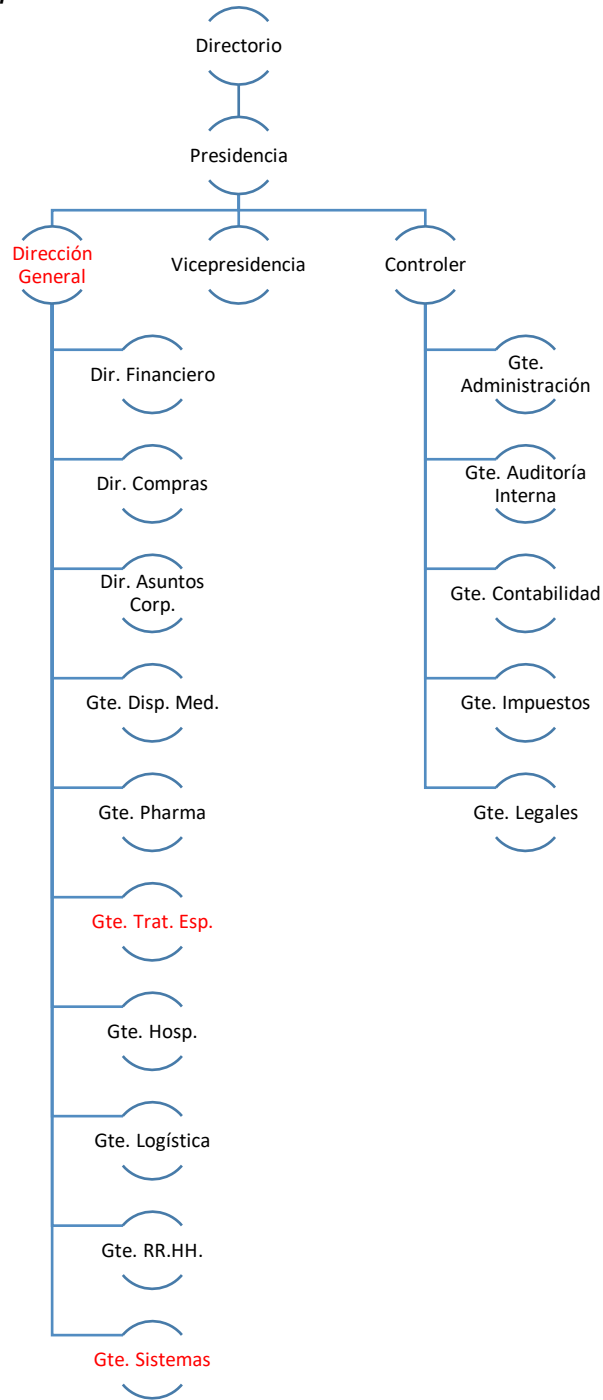 Directorio
Presidencia
Dirección
General
Vicepresidencia
Controler
Dir. Financiero
Dir. Compras
Dir. Asuntos
Corp.
Gte. Disp. Med.
Gte. Pharma
Gte. Trat. Esp.
Gte. Hosp.
Gte. Logística
Gte. RR.HH.
Gte. Sistemas
Gte.
Administración
Gte. Auditoría
Interna
Gte. Contabilidad
Gte. Impuestos
Gte. Legales